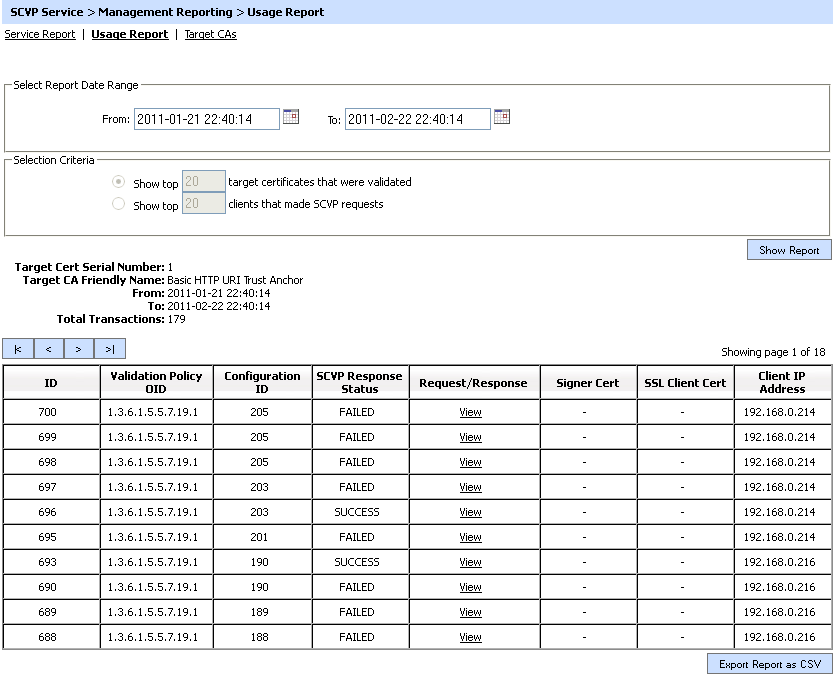 SCVP Service > Management Reporting > Usage Report
Service Report | Usage Report | Target CAs
Select Report Date Range
From: 2011-01-21 22:40:14 To: 2011-02-22 22:40:14
Selection Criteria
Show top 20 target certificates that were validated
Show top 20 clients that made SCVP requests
Show Report
Target Cert Serial Number: 1
Target CA Friendly Name: Basic HTTP URI Trust Anchor
From: 2011-01-21 22:40:14
To: 2011-02-22 22:40:14
Total Transactions: 179
|< < > >| Showing page 1 of 18
ID Validation Policy OID Configuration ID SCVP Response Status Request/Response Signer Cert SSL Client Cert Client IP Address
700 1.3.6.1.5.5.7.19.1 205 FAILED View - - 192.168.0.214
699 1.3.6.1.5.5.7.19.1 205 FAILED View - - 192.168.0.214
698 1.3.6.1.5.5.7.19.1 205 FAILED View - - 192.168.0.214
697 1.3.6.1.5.5.7.19.1 203 FAILED View - - 192.168.0.214
696 1.3.6.1.5.5.7.19.1 203 SUCCESS View - - 192.168.0.214
695 1.3.6.1.5.5.7.19.1 201 FAILED View - - 192.168.0.214
693 1.3.6.1.5.5.7.19.1 190 SUCCESS View - - 192.168.0.216
690 1.3.6.1.5.5.7.19.1 190 FAILED View - - 192.168.0.216
689 1.3.6.1.5.5.7.19.1 189 FAILED View - - 192.168.0.216
688 1.3.6.1.5.5.7.19.1 188 FAILED View - - 192.168.0.216
Export Report as CSV